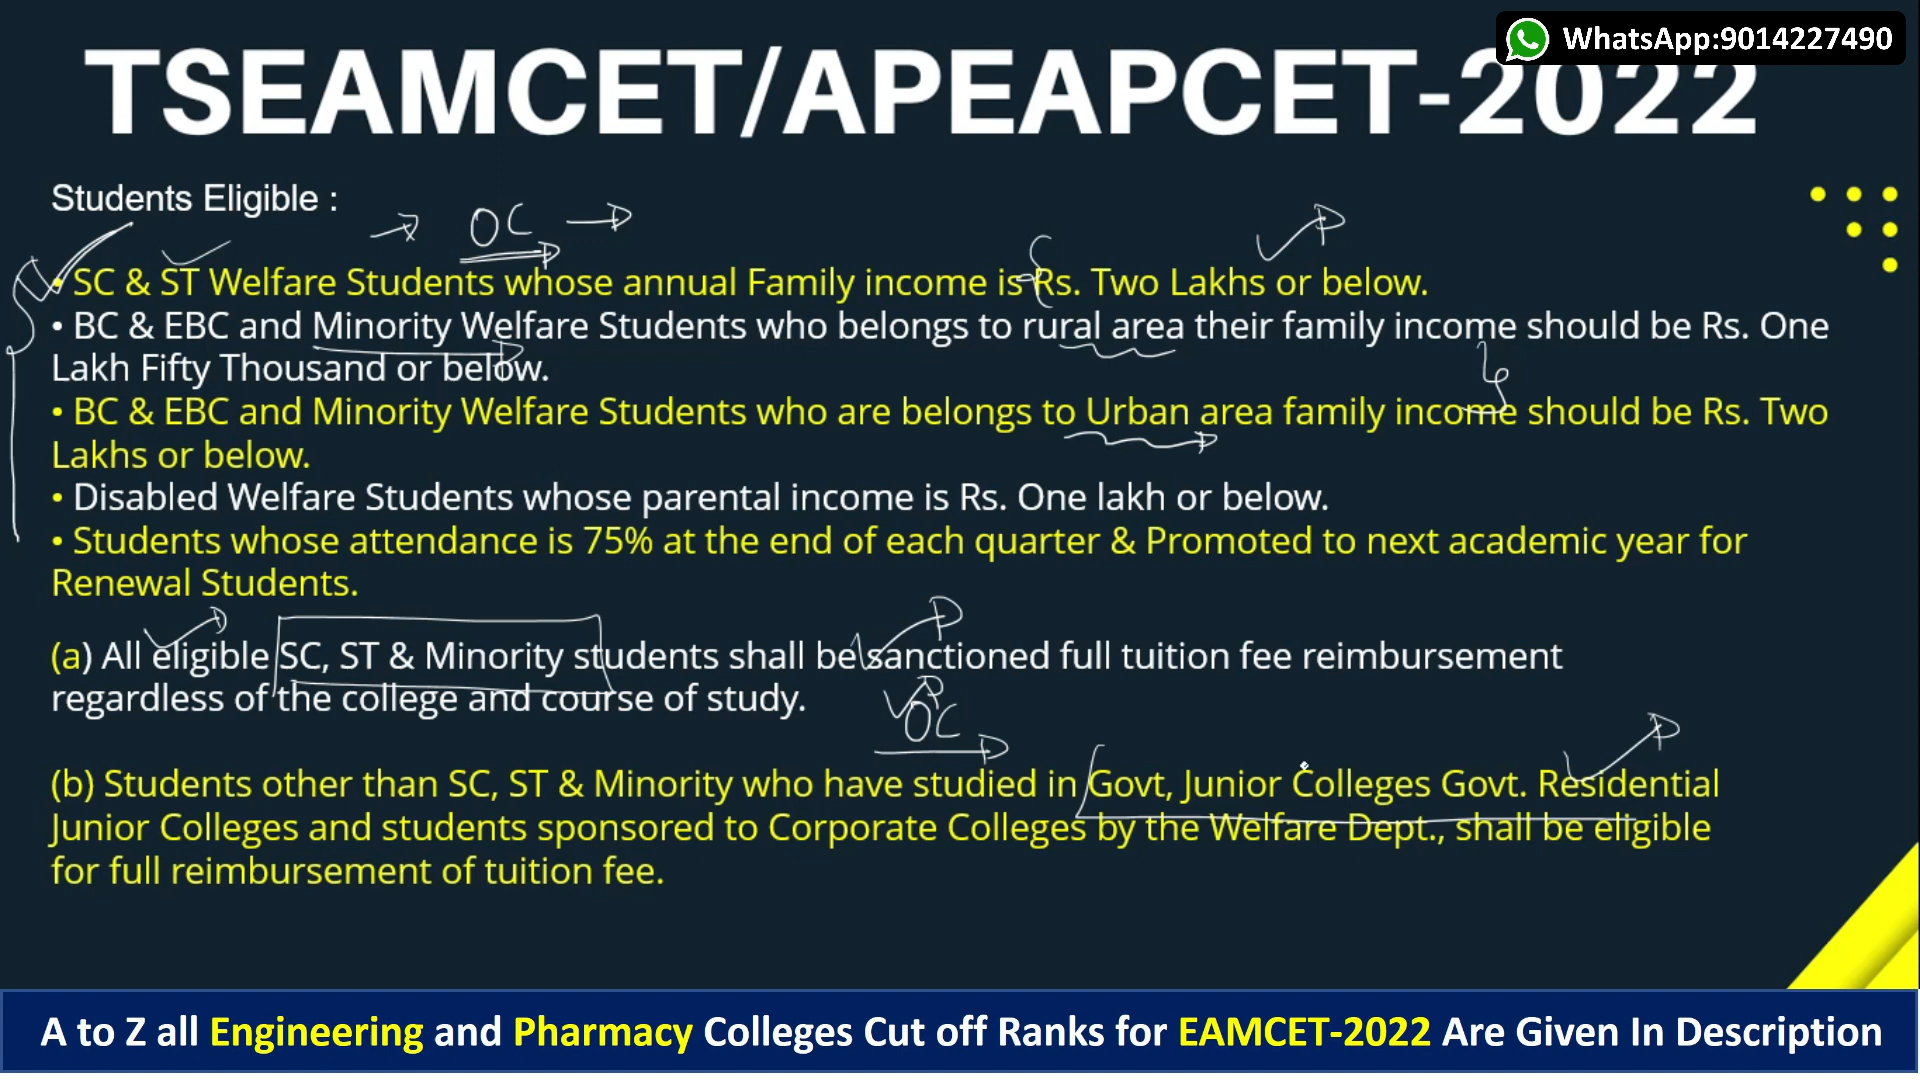 WhatsApp:9014227490
TSEAMCET/APEAPCET-2022
Students Eligible :
OC
• SC & ST Welfare Students whose annual Family income is Rs. Two Lakhs or below.
• BC & EBC and Minority Welfare Students who belongs to rural area their family income should be Rs. One
Lakh Fifty Thousand or below.
• BC & EBC and Minority Welfare Students who are belongs to Urban area family income should be Rs. Two
Lakhs or below.
• Disabled Welfare Students whose parental income is Rs. One lakh or below.
• Students whose attendance is 75% at the end of each quarter & Promoted to next academic year for
Renewal Students.
(a) All eligible SC, ST & Minority students shall be sanctioned full tuition fee reimbursement
regardless of the college and course of study.
OC
(b) Students other than SC, ST & Minority who have studied in Govt, Junior Colleges Govt. Residential
Junior Colleges and students sponsored to Corporate Colleges by the Welfare Dept., shall be eligible
for full reimbursement of tuition fee.
A to Z all Engineering and Pharmacy Colleges Cut off Ranks for EAMCET-2022 Are Given In Description